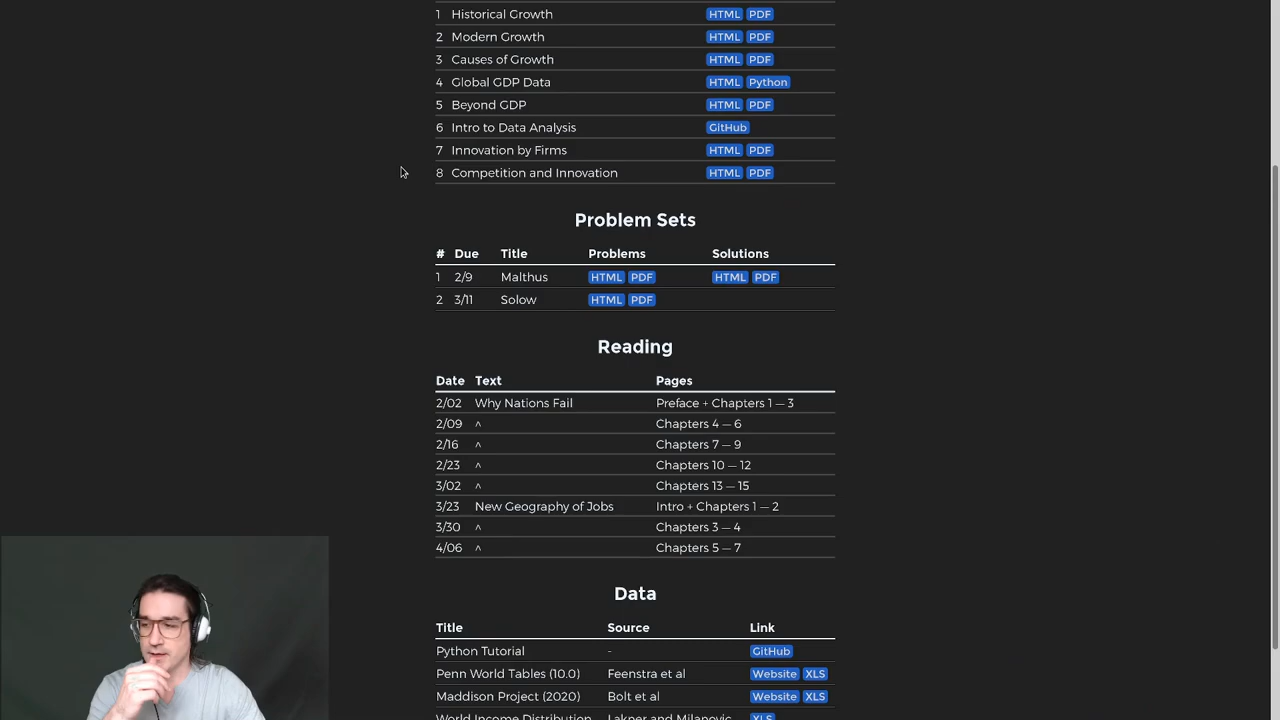 1 Historical Growth HTML PDF
2 Modern Growth HTML PDF
3 Causes of Growth HTML PDF
4 Global GDP Data HTML Python
5 Beyond GDP HTML PDF
6 Intro to Data Analysis GitHub
7 Innovation by Firms HTML PDF
8 Competition and Innovation HTML PDF
Problem Sets
# Due Title Problems Solutions
1 2/9 Malthus HTML PDF HTML PDF
2 3/11 Solow HTML PDF
Reading
Date Text Pages
2/02 Why Nations Fail Preface + Chapters 1 — 3
2/09 ^ Chapters 4 — 6
2/16 ^ Chapters 7 — 9
2/23 ^ Chapters 10 — 12
3/02 ^ Chapters 13 — 15
3/23 New Geography of Jobs Intro + Chapters 1 — 2
3/30 ^ Chapters 3 — 4
4/06 ^ Chapters 5 — 7
Data
Title Source Link
Python Tutorial - GitHub
Penn World Tables (10.0) Feenstra et al Website XLS
Maddison Project (2020) Bolt et al Website XLS
World Income Distribution Lakner and Milanovic XLS